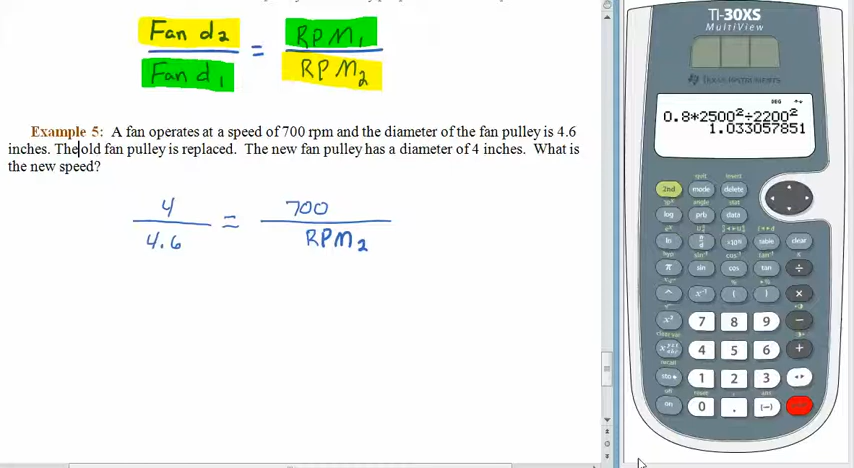 Fan d2 = RPM1
Fan d1 RPM2
Example 5: A fan operates at a speed of 700 rpm and the diameter of the fan pulley is 4.6
inches. The old fan pulley is replaced. The new fan pulley has a diameter of 4 inches. What is
the new speed?
4 = 700
4.6 RPM2
TI-30XS
MultiView
TEXAS INSTRUMENTS
DEG
0.8*2500²÷2200²
1.033057851
quit insert
2nd mode delete
log prb data
ln n/d table clear
π sin cos tan ÷
^ x⁻¹ ( ) ×
x² 7 8 9 −
4 5 6 +
recall
sto 1 2 3
on 0 . (−)